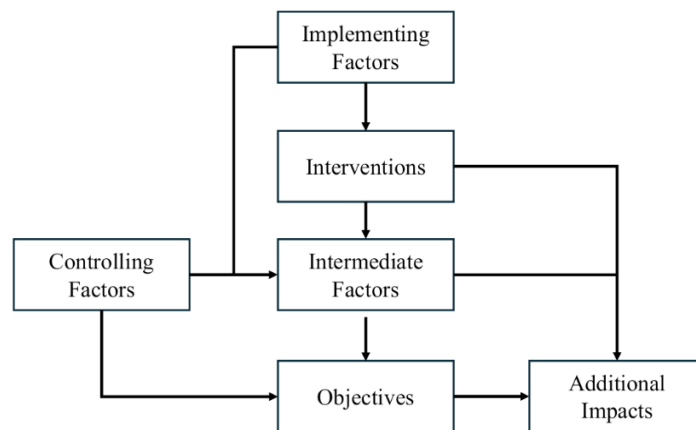 Implementing
Factors
Interventions
Controlling
Factors
Intermediate
Factors
Objectives
Additional
Impacts